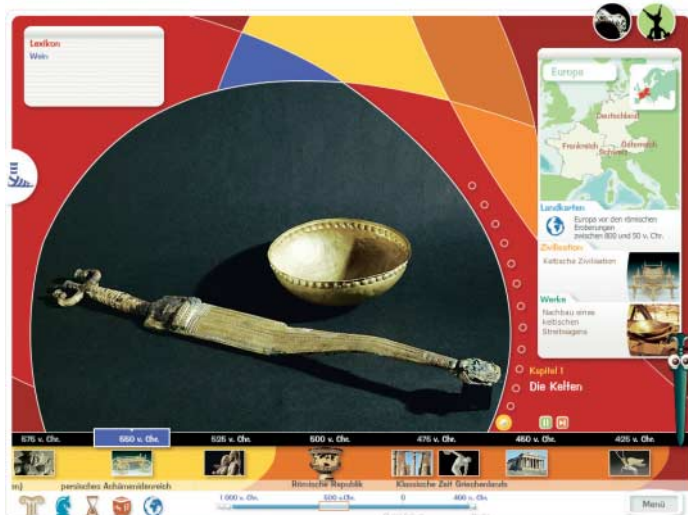 Lexikon
Wein
Europa
Deutschland
Frankreich
Österreich
Schweiz
Landkarten
Europa vor den römischen
Eroberungen
zwischen 800 und 50 v. Chr.
Zivilisation
Keltische Zivilisation
Werke
Nachbau eines
keltischen
Streitwagens
Kapitel 1
Die Kelten
575 v. Chr.
550 v. Chr.
525 v. Chr.
500 v. Chr.
475 v. Chr.
450 v. Chr.
425 v. Chr.
persisches Achämenidenreich
Römische Republik
Klassische Zeit Griechenlands
1 000 v. Chr.
500 v. Chr.
0
400 n. Chr.
Menü